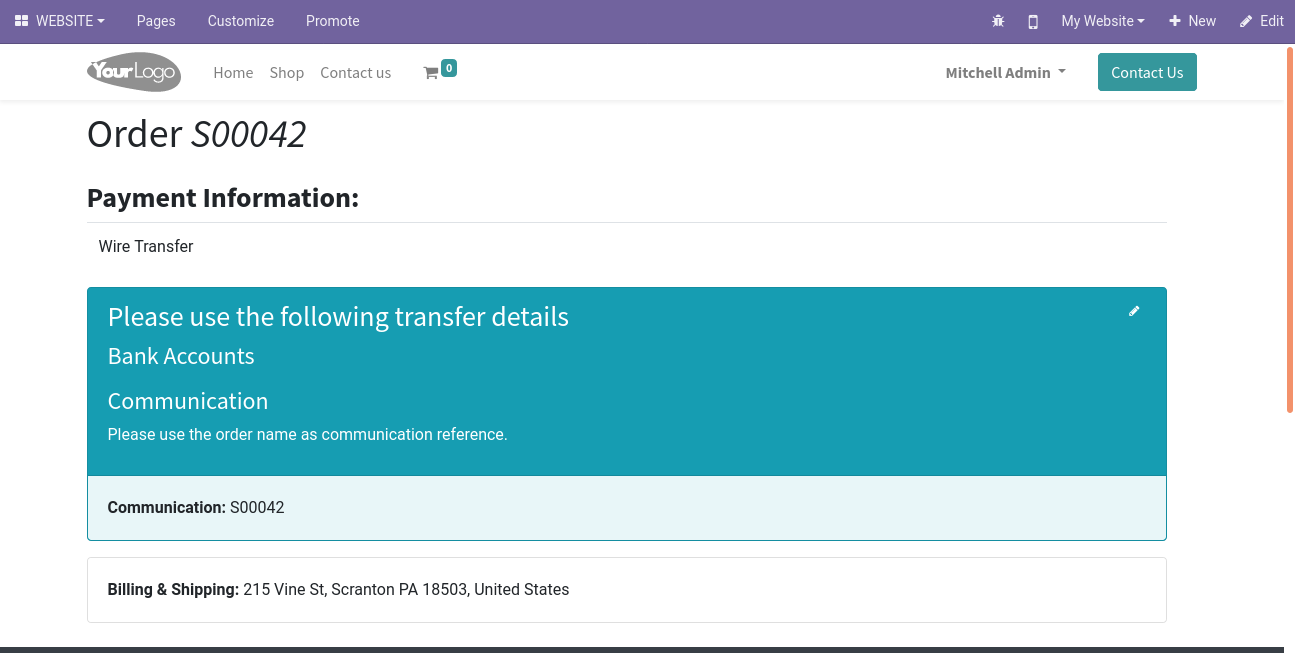 WEBSITE Pages Customize Promote My Website New Edit
YourLogo Home Shop Contact us 0 Mitchell Admin Contact Us
Order S00042
Payment Information:
Wire Transfer
Please use the following transfer details
Bank Accounts
Communication
Please use the order name as communication reference.
Communication: S00042
Billing & Shipping: 215 Vine St, Scranton PA 18503, United States